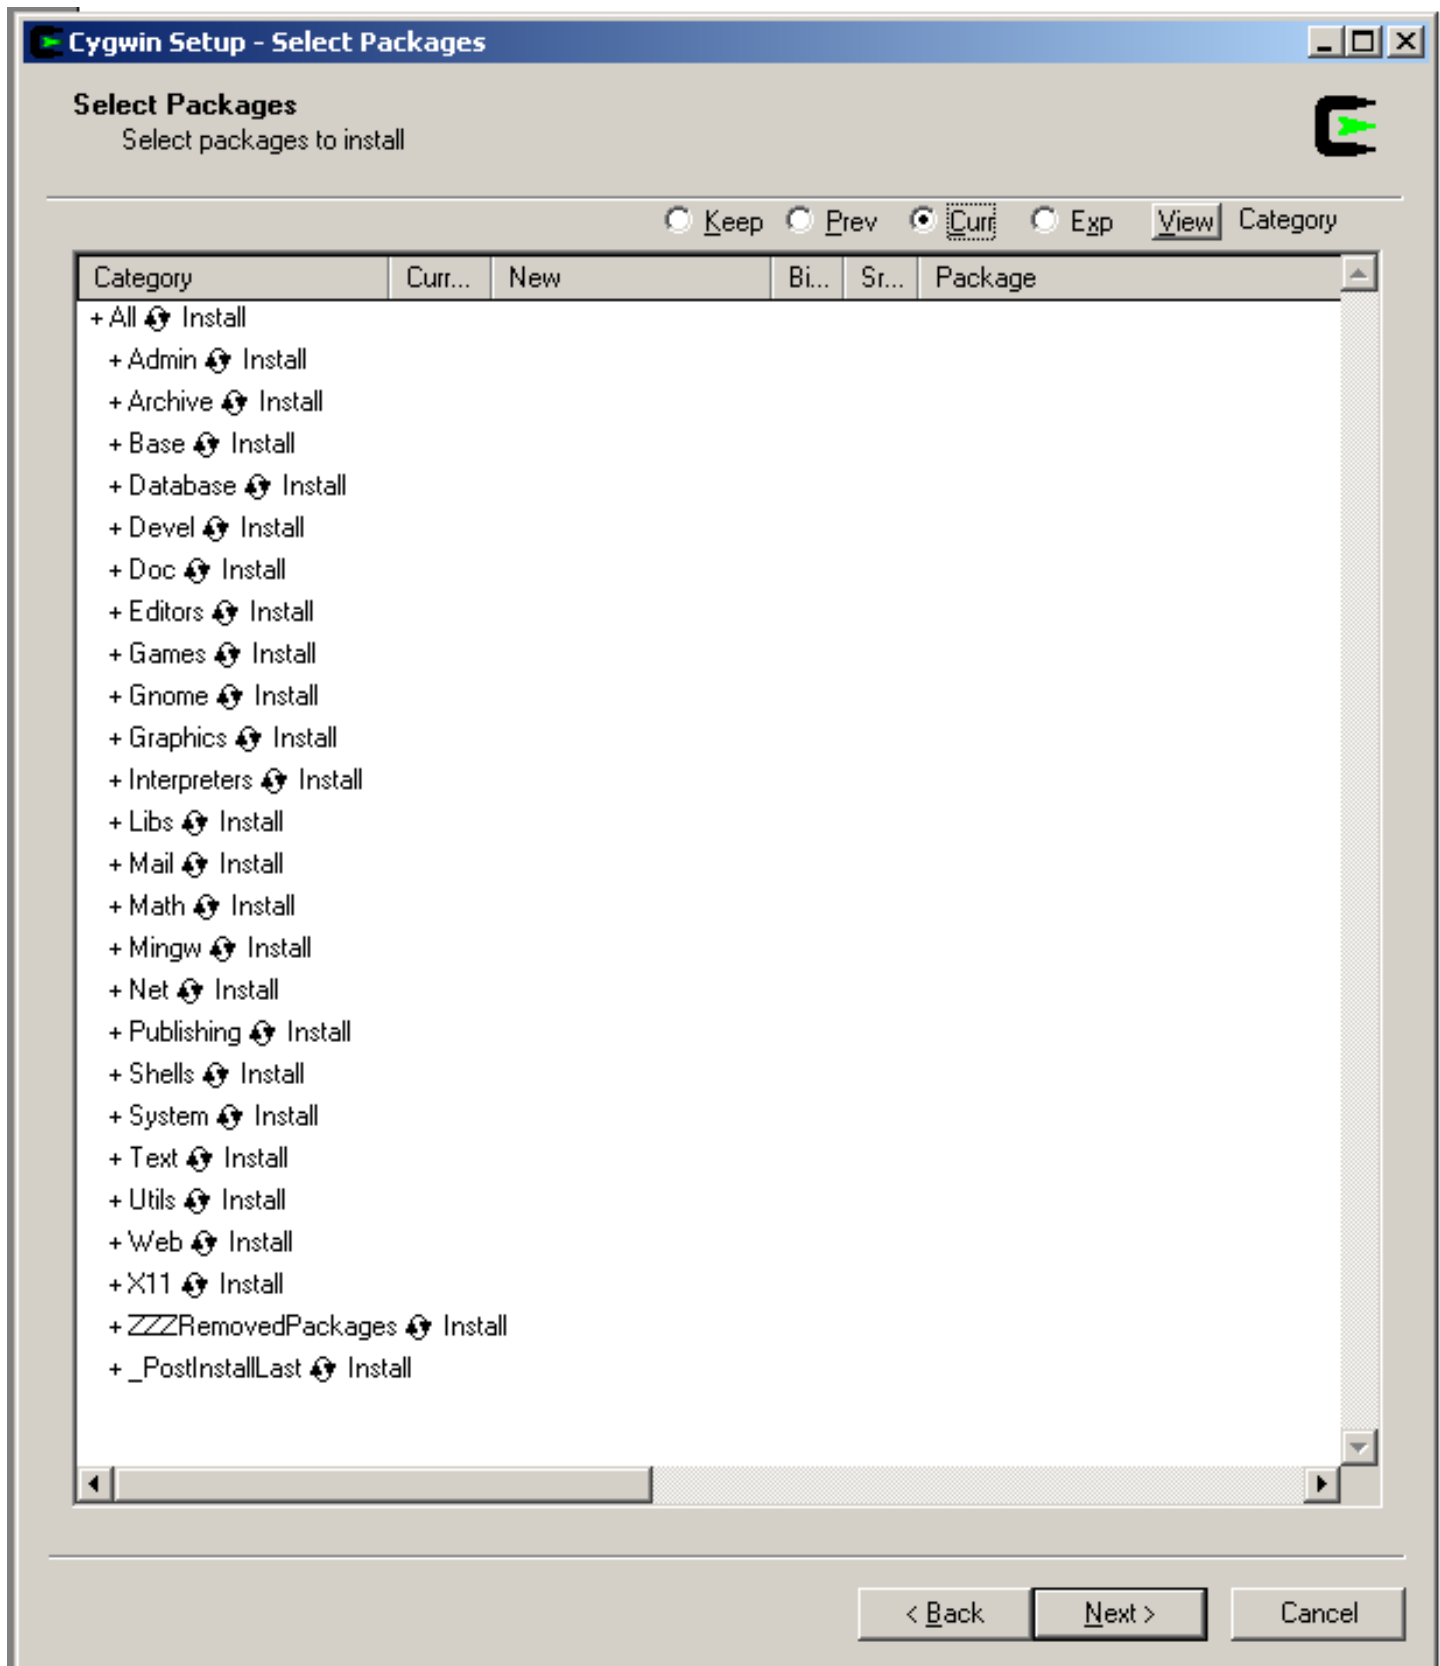 Cygwin Setup - Select Packages
Select Packages
Select packages to install
Keep Prev Curr Exp View Category
Category Curr... New Bi... Sr... Package
+ All Install
+ Admin Install
+ Archive Install
+ Base Install
+ Database Install
+ Devel Install
+ Doc Install
+ Editors Install
+ Games Install
+ Gnome Install
+ Graphics Install
+ Interpreters Install
+ Libs Install
+ Mail Install
+ Math Install
+ Mingw Install
+ Net Install
+ Publishing Install
+ Shells Install
+ System Install
+ Text Install
+ Utils Install
+ Web Install
+ X11 Install
+ ZZZRemovedPackages Install
+ _PostInstallLast Install
< Back Next > Cancel